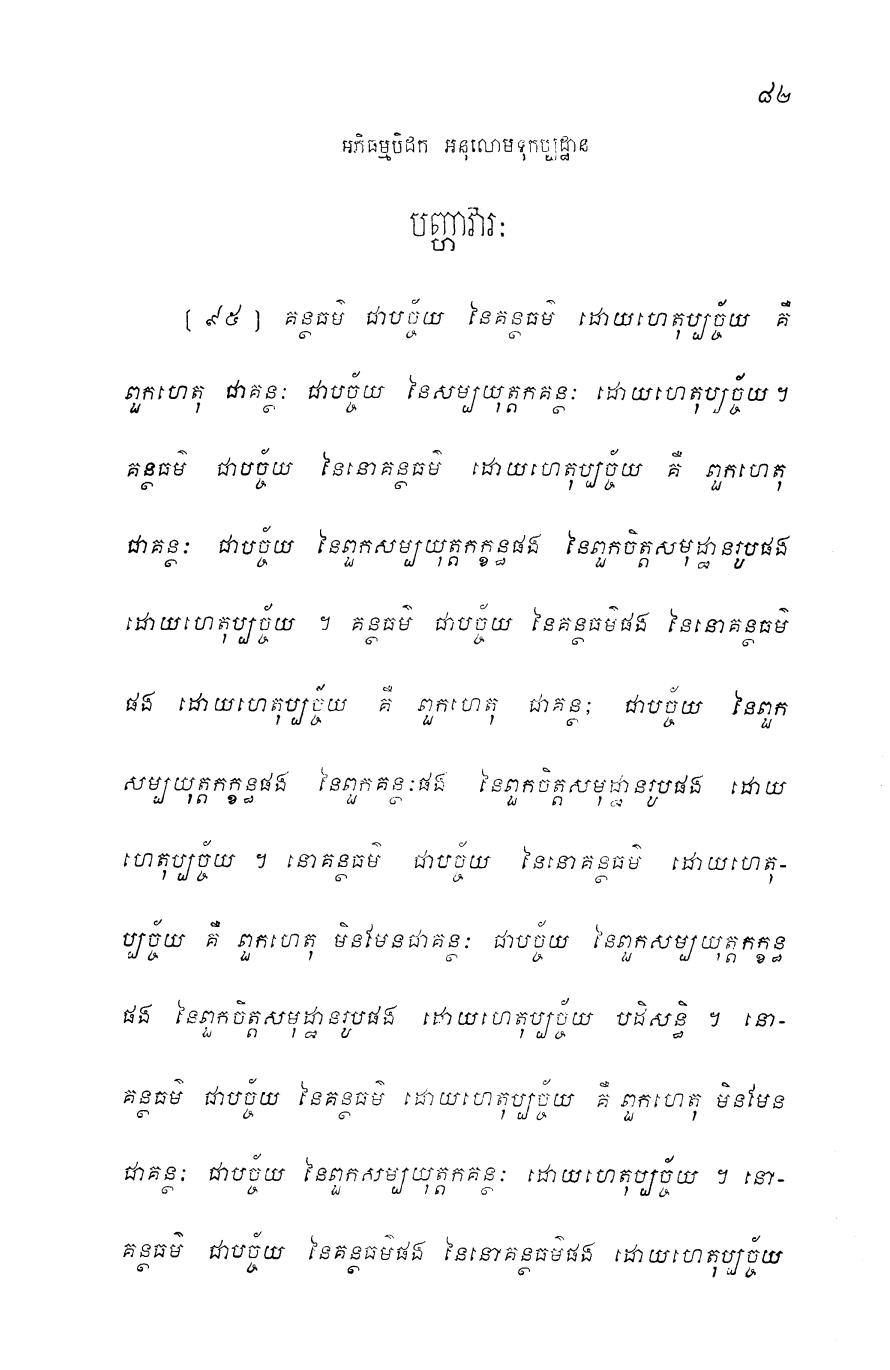 ៨២
អភិធម្មបិដក អនុលោមទុកប្បដ្ឋាន
បញ្ហាវារៈ
[ ៩៥ ] គន្ថធម៌ ជាបច្ច័យ នៃគន្ថធម៌ ដោយហេតុប្បច្ច័យ គឺ
ពួកហេតុ ជាគន្ថៈ ជាបច្ច័យ នៃសម្បយុត្តកគន្ថៈ ដោយហេតុប្បច្ច័យ ។
គន្ថធម៌ ជាបច្ច័យ នៃនោគន្ថធម៌ ដោយហេតុប្បច្ច័យ គឺ ពួកហេតុ
ជាគន្ថៈ ជាបច្ច័យ នៃពួកសម្បយុត្តកក្ខន្ធផង នៃពួកចិត្តសមុដ្ឋានរូបផង
ដោយហេតុប្បច្ច័យ ។ គន្ថធម៌ ជាបច្ច័យ នៃគន្ថធម៌ផង នៃនោគន្ថធម៌
ផង ដោយហេតុប្បច្ច័យ គឺ ពួកហេតុ ជាគន្ថៈ ជាបច្ច័យ នៃពួក
សម្បយុត្តកក្ខន្ធផង នៃពួកគន្ថៈផង នៃពួកចិត្តសមុដ្ឋានរូបផង ដោយ
ហេតុប្បច្ច័យ ។ នោគន្ថធម៌ ជាបច្ច័យ នៃនោគន្ថធម៌ ដោយហេតុ-
ប្បច្ច័យ គឺ ពួកហេតុ មិនមែនជាគន្ថៈ ជាបច្ច័យ នៃពួកសម្បយុត្តកក្ខន្ធ
ផង នៃពួកចិត្តសមុដ្ឋានរូបផង ដោយហេតុប្បច្ច័យ បដិសន្ធិ ។ នោ-
គន្ថធម៌ ជាបច្ច័យ នៃគន្ថធម៌ ដោយហេតុប្បច្ច័យ គឺ ពួកហេតុ មិនមែន
ជាគន្ថៈ ជាបច្ច័យ នៃពួកសម្បយុត្តកគន្ថៈ ដោយហេតុប្បច្ច័យ ។ នោ-
គន្ថធម៌ ជាបច្ច័យ នៃគន្ថធម៌ផង នៃនោគន្ថធម៌ផង ដោយហេតុប្បច្ច័យ